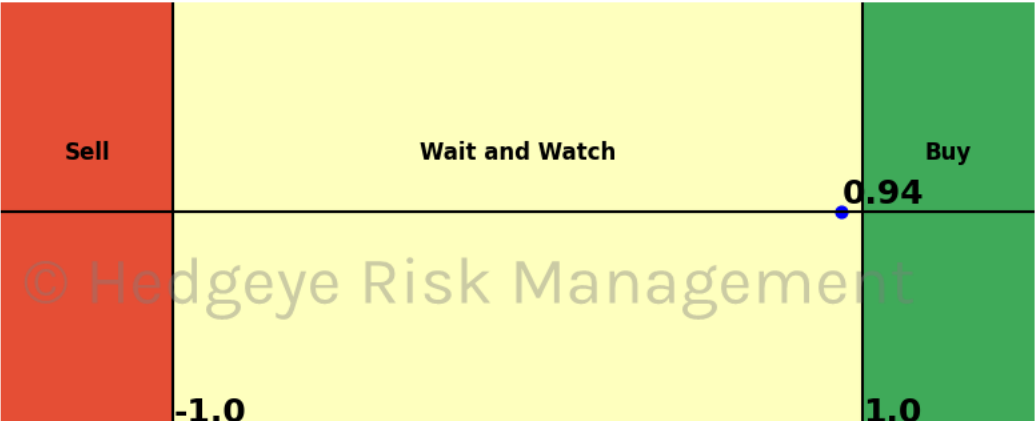 Sell
Wait and Watch
Buy
0.94
© Hedgeye Risk Management
-1.0
1.0